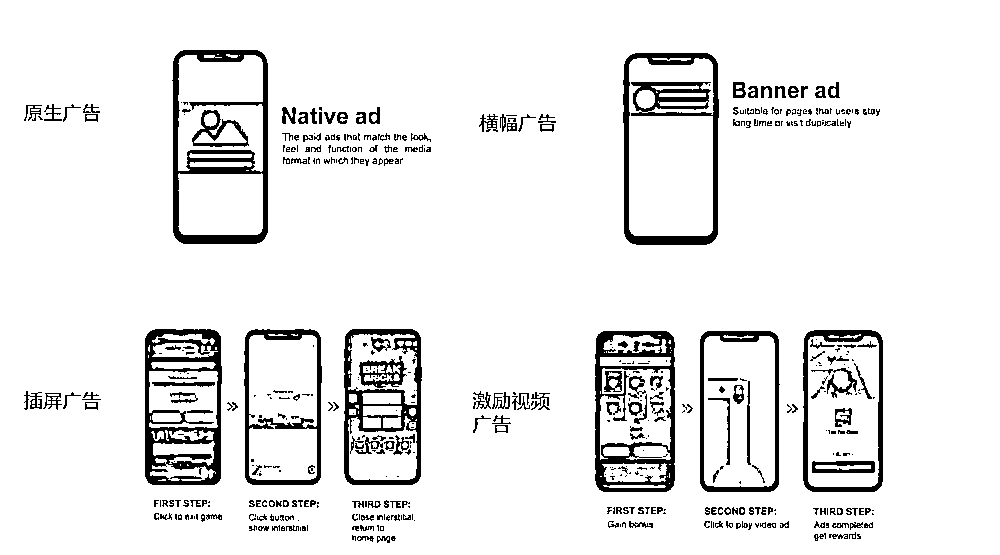 原生广告
Native ad
The paid ads that match the look,
feel and function of the media
format in which they appear
横幅广告
Banner ad
Suitable for pages that users stay
long time or visit duplicately
插屏广告
FIRST STEP:
Click to exit game
SECOND STEP:
Click button ,
show interstitial
THIRD STEP:
Close interstitial,
return to
home page
激励视频
广告
FIRST STEP:
Gain bonus
SECOND STEP:
Click to play video ad
THIRD STEP:
Ads completed
get rewards